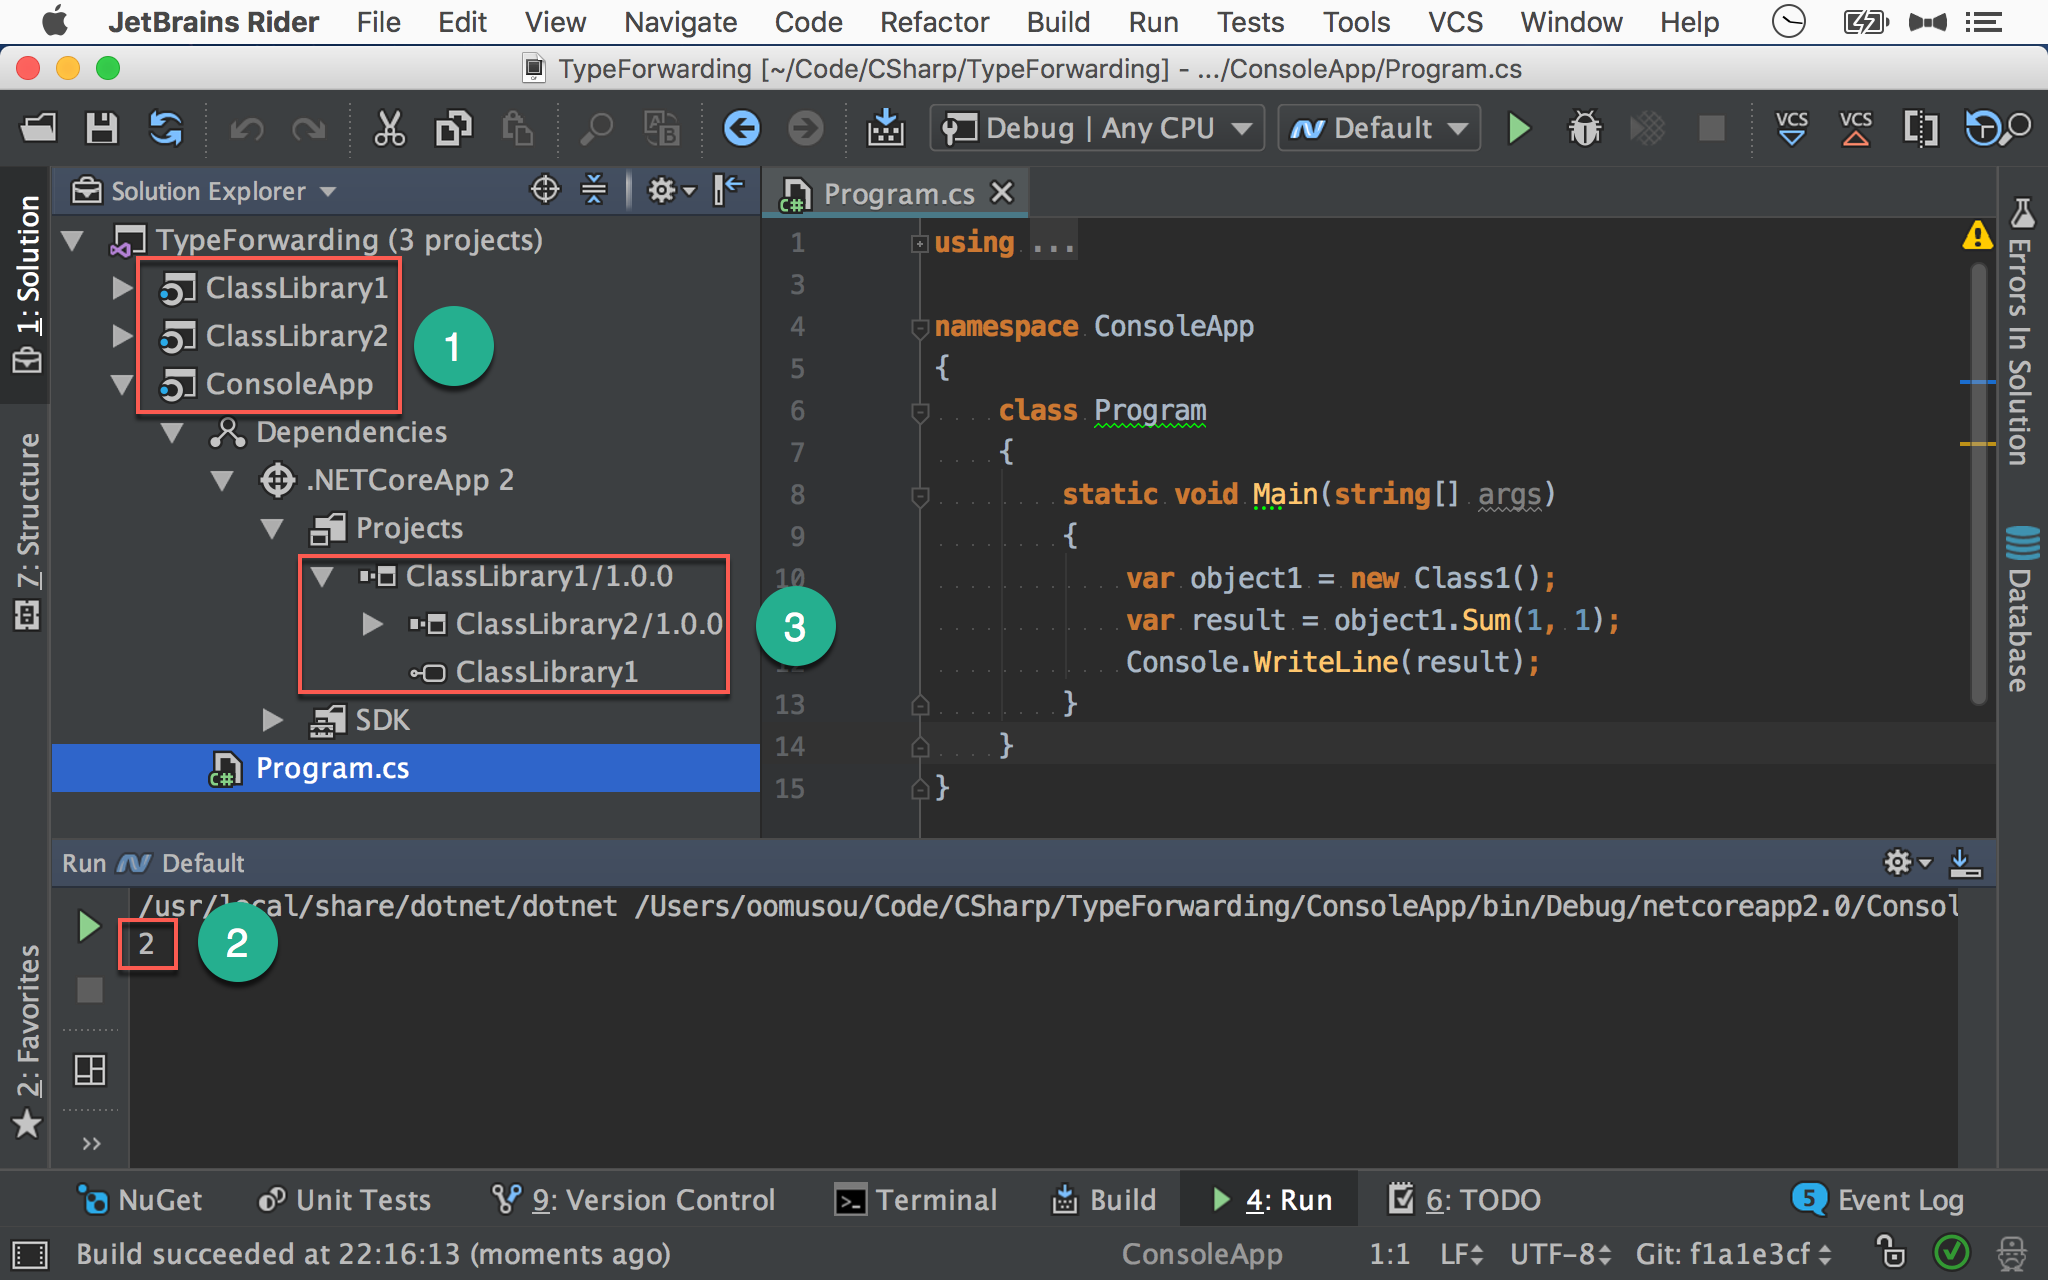 JetBrains Rider File Edit View Navigate Code Refactor Build Run Tests Tools VCS Window Help
TypeForwarding [~/Code/CSharp/TypeForwarding] - .../ConsoleApp/Program.cs
Debug | Any CPU Default VCS VCS
1: Solution
7: Structure
2: Favorites
Solution Explorer
TypeForwarding (3 projects)
ClassLibrary1
ClassLibrary2
1
ConsoleApp
Dependencies
.NETCoreApp 2
Projects
ClassLibrary1/1.0.0
ClassLibrary2/1.0.0
3
ClassLibrary1
SDK
C# Program.cs
C# Program.cs
1 using ...
3
4 namespace ConsoleApp
5 {
6 class Program
7 {
8 static void Main(string[] args)
9 {
10 var object1 = new Class1();
var result = object1.Sum(1, 1);
Console.WriteLine(result);
13 }
14 }
15 }
Errors In Solution
Database
Run Default
/usr/local/share/dotnet/dotnet /Users/oomusou/Code/CSharp/TypeForwarding/ConsoleApp/bin/Debug/netcoreapp2.0/Consol
2
2
NuGet Unit Tests 9: Version Control Terminal Build 4: Run 6: TODO 5 Event Log
Build succeeded at 22:16:13 (moments ago) ConsoleApp 1:1 LF UTF-8 Git: f1a1e3cf